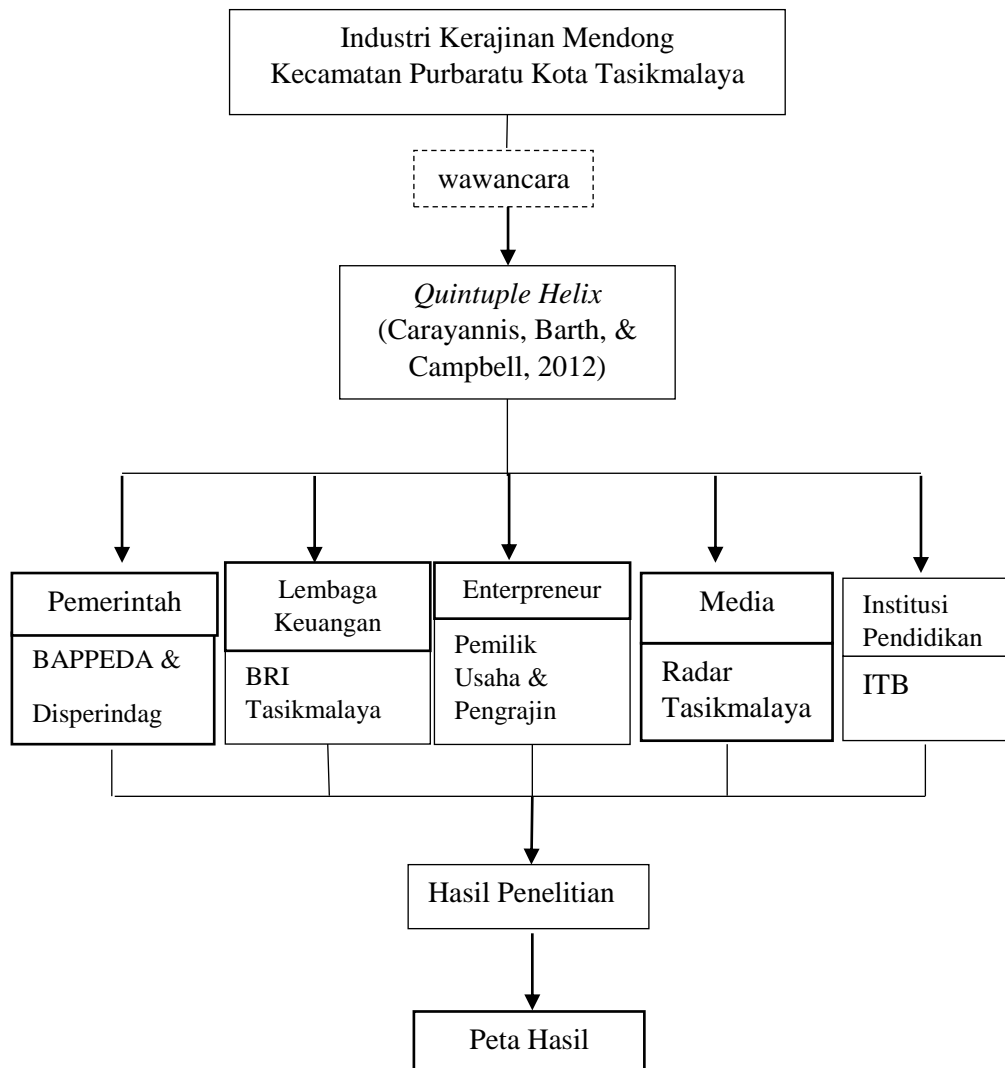 Industri Kerajinan Mendong
Kecamatan Purbaratu Kota Tasikmalaya
wawancara
Quintuple Helix
(Carayannis, Barth, &
Campbell, 2012)
Pemerintah
BAPPEDA &
Disperindag
Lembaga
Keuangan
BRI
Tasikmalaya
Enterpreneur
Pemilik
Usaha &
Pengrajin
Media
Radar
Tasikmalaya
Institusi
Pendidikan
ITB
Hasil Penelitian
Peta Hasil